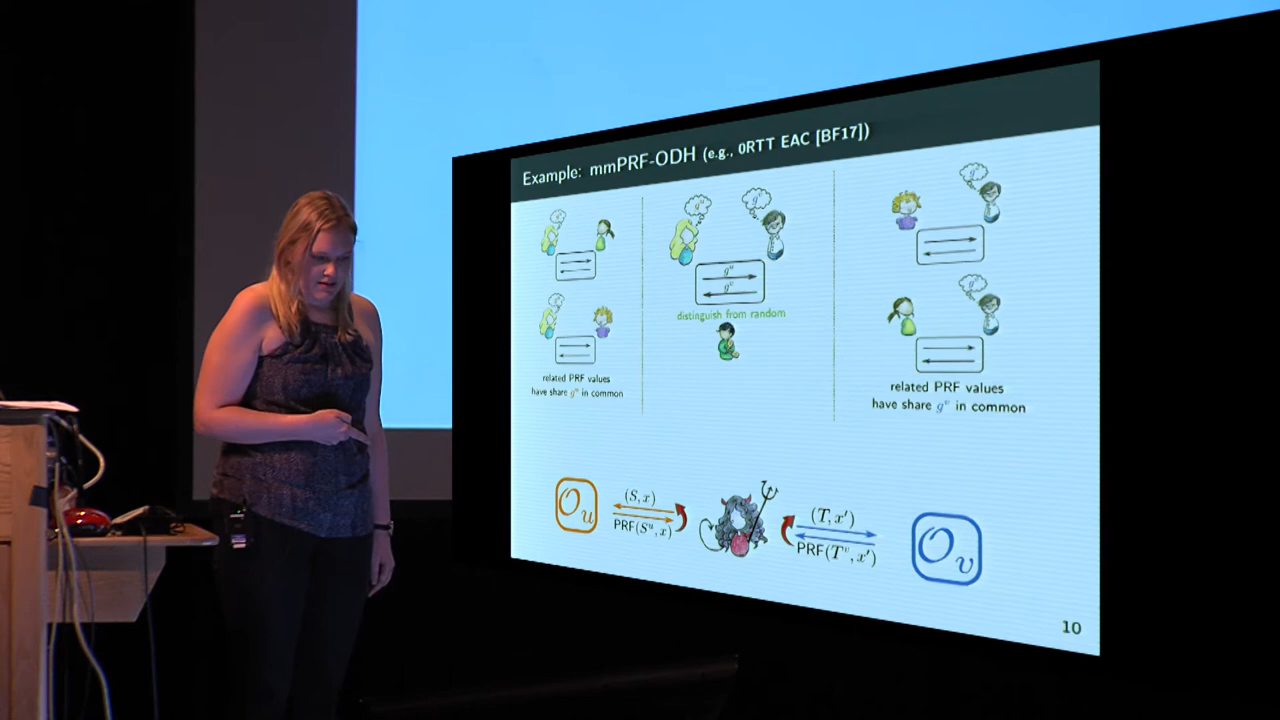 Example: mmPRF-ODH (e.g., 0RTT EAC [BF17])
g^u
g^v
g^u
g^v
distinguish from random
related PRF values
have share g^u in common
related PRF values
have share g^v in common
O_u
(S, x)
PRF(S^u, x)
(T, x')
PRF(T^v, x')
O_v
10